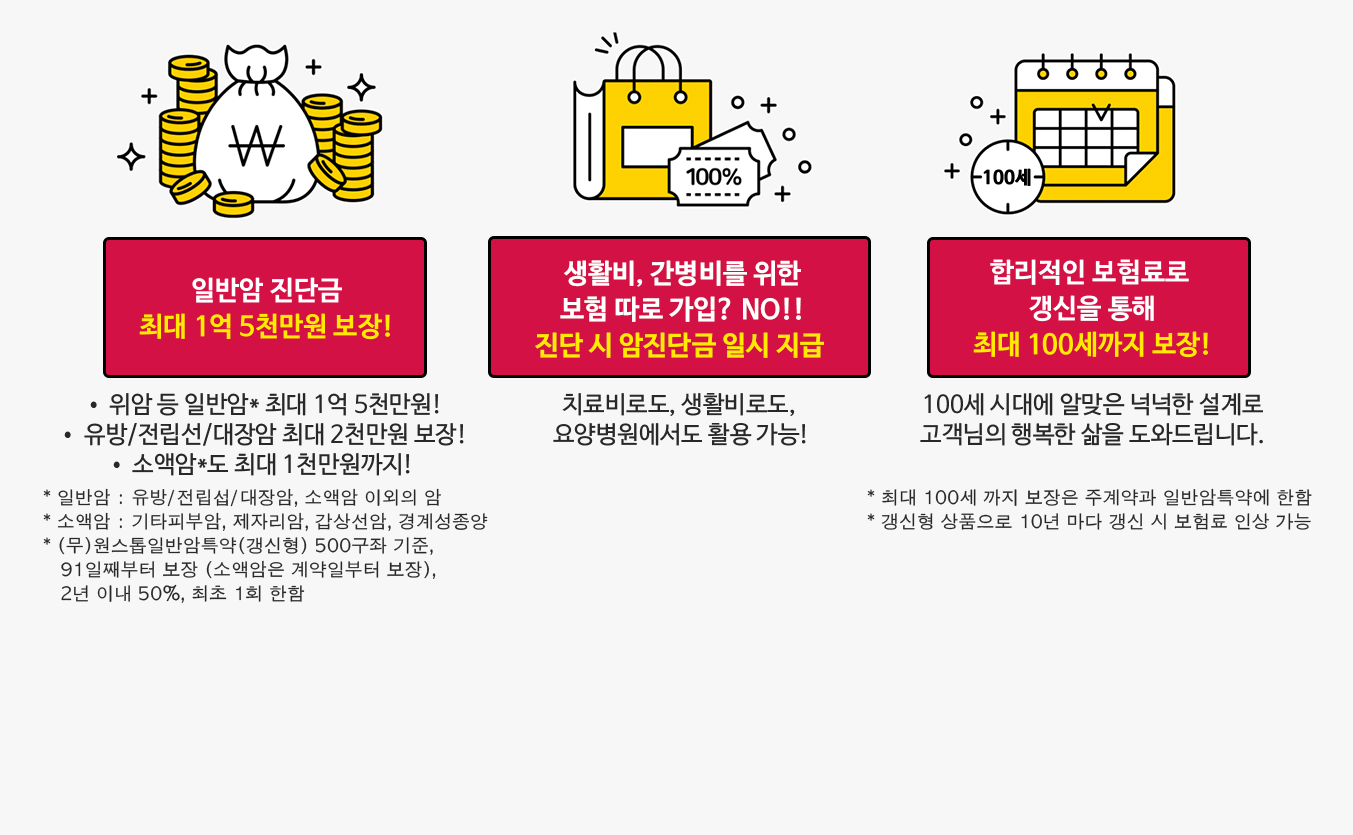 ₩
100%
100세
일반암 진단금
최대 1억 5천만원 보장!
• 위암 등 일반암* 최대 1억 5천만원!
• 유방/전립선/대장암 최대 2천만원 보장!
• 소액암*도 최대 1천만원까지!
* 일반암 : 유방/전립섭/대장암, 소액암 이외의 암
* 소액암 : 기타피부암, 제자리암, 갑상선암, 경계성종양
* (무)원스톱일반암특약(갱신형) 500구좌 기준,
91일째부터 보장 (소액암은 계약일부터 보장),
2년 이내 50%, 최초 1회 한함
생활비, 간병비를 위한
보험 따로 가입? NO!!
진단 시 암진단금 일시 지급
치료비로도, 생활비로도,
요양병원에서도 활용 가능!
합리적인 보험료로
갱신을 통해
최대 100세까지 보장!
100세 시대에 알맞은 넉넉한 설계로
고객님의 행복한 삶을 도와드립니다.
* 최대 100세 까지 보장은 주계약과 일반암특약에 한함
* 갱신형 상품으로 10년 마다 갱신 시 보험료 인상 가능